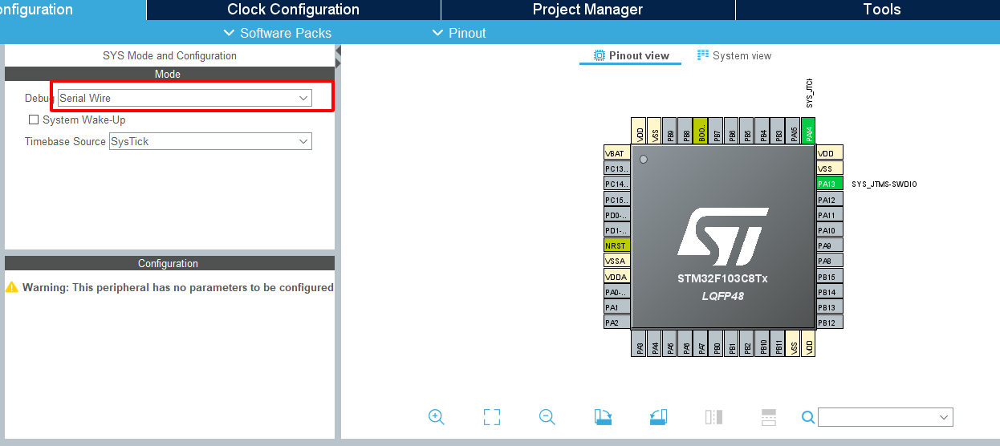 onfiguration
Clock Configuration
Project Manager
Tools
Software Packs
Pinout
SYS Mode and Configuration
Mode
Debug Serial Wire
System Wake-Up
Timebase Source SysTick
Configuration
Warning: This peripheral has no parameters to be configured
Pinout view
System view
SYS_JTCK
VDD
VSS
PB9
PB8
BOO..
PB7
PB6
PB5
PB4
PB3
PA15
PA14
VBAT
PC13..
PC14..
PC15..
PD0-..
PD1-..
NRST
VSSA
VDDA
PA0-..
PA1
PA2
VDD
VSS
PA13 SYS_JTMS-SWDIO
PA12
PA11
PA10
PA9
PA8
PB15
PB14
PB13
PB12
ST
STM32F103C8Tx
LQFP48
PA3
PA4
PA5
PA6
PA7
PB0
PB1
PB2
PB10
PB11
VSS
VDD